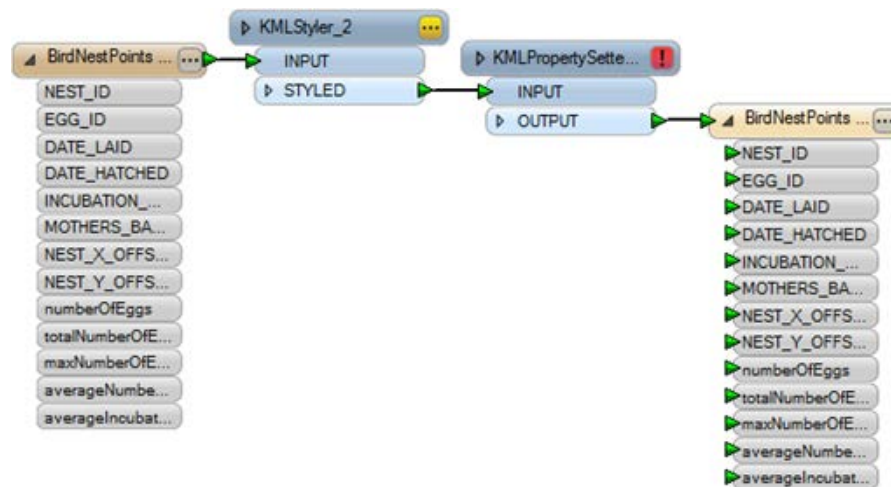 KMLStyler_2
INPUT
STYLED
BirdNestPoints ...
NEST_ID
EGG_ID
DATE_LAID
DATE_HATCHED
INCUBATION_...
MOTHERS_BA...
NEST_X_OFFS...
NEST_Y_OFFS...
numberOfEggs
totalNumberOfE...
maxNumberOfE...
averageNumbe...
averageIncubat...
KMLPropertySette...
INPUT
OUTPUT
BirdNestPoints ...
NEST_ID
EGG_ID
DATE_LAID
DATE_HATCHED
INCUBATION_...
MOTHERS_BA...
NEST_X_OFFS...
NEST_Y_OFFS...
numberOfEggs
totalNumberOfE...
maxNumberOfE...
averageNumbe...
averageIncubat...